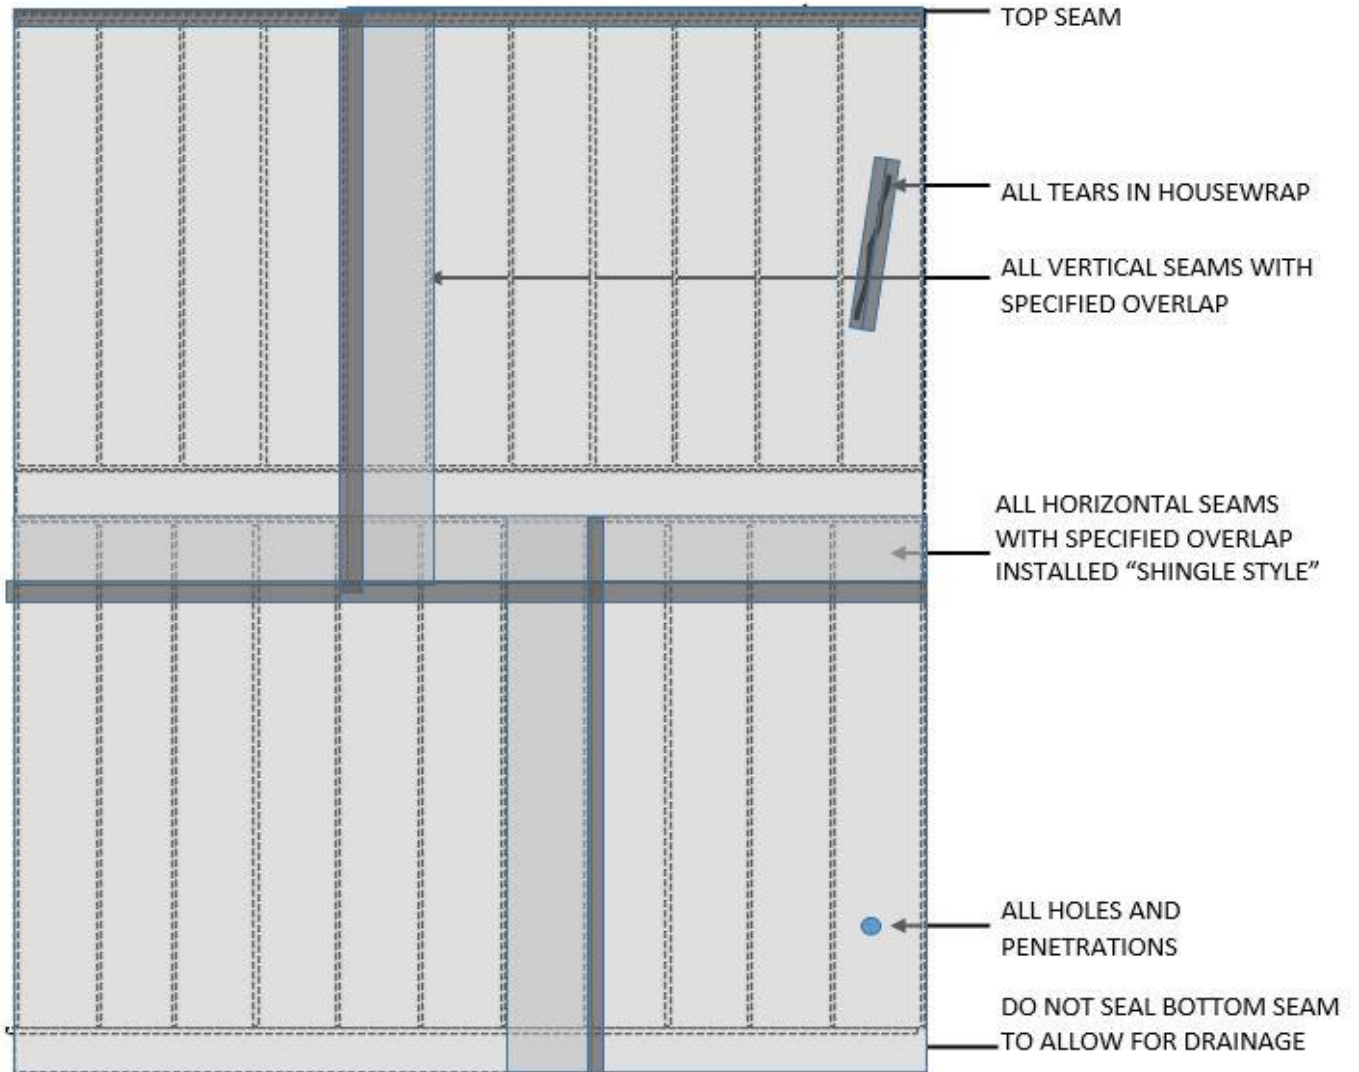 TOP SEAM
ALL TEARS IN HOUSEWRAP
ALL VERTICAL SEAMS WITH
SPECIFIED OVERLAP
ALL HORIZONTAL SEAMS
WITH SPECIFIED OVERLAP
INSTALLED “SHINGLE STYLE”
ALL HOLES AND
PENETRATIONS
DO NOT SEAL BOTTOM SEAM
TO ALLOW FOR DRAINAGE